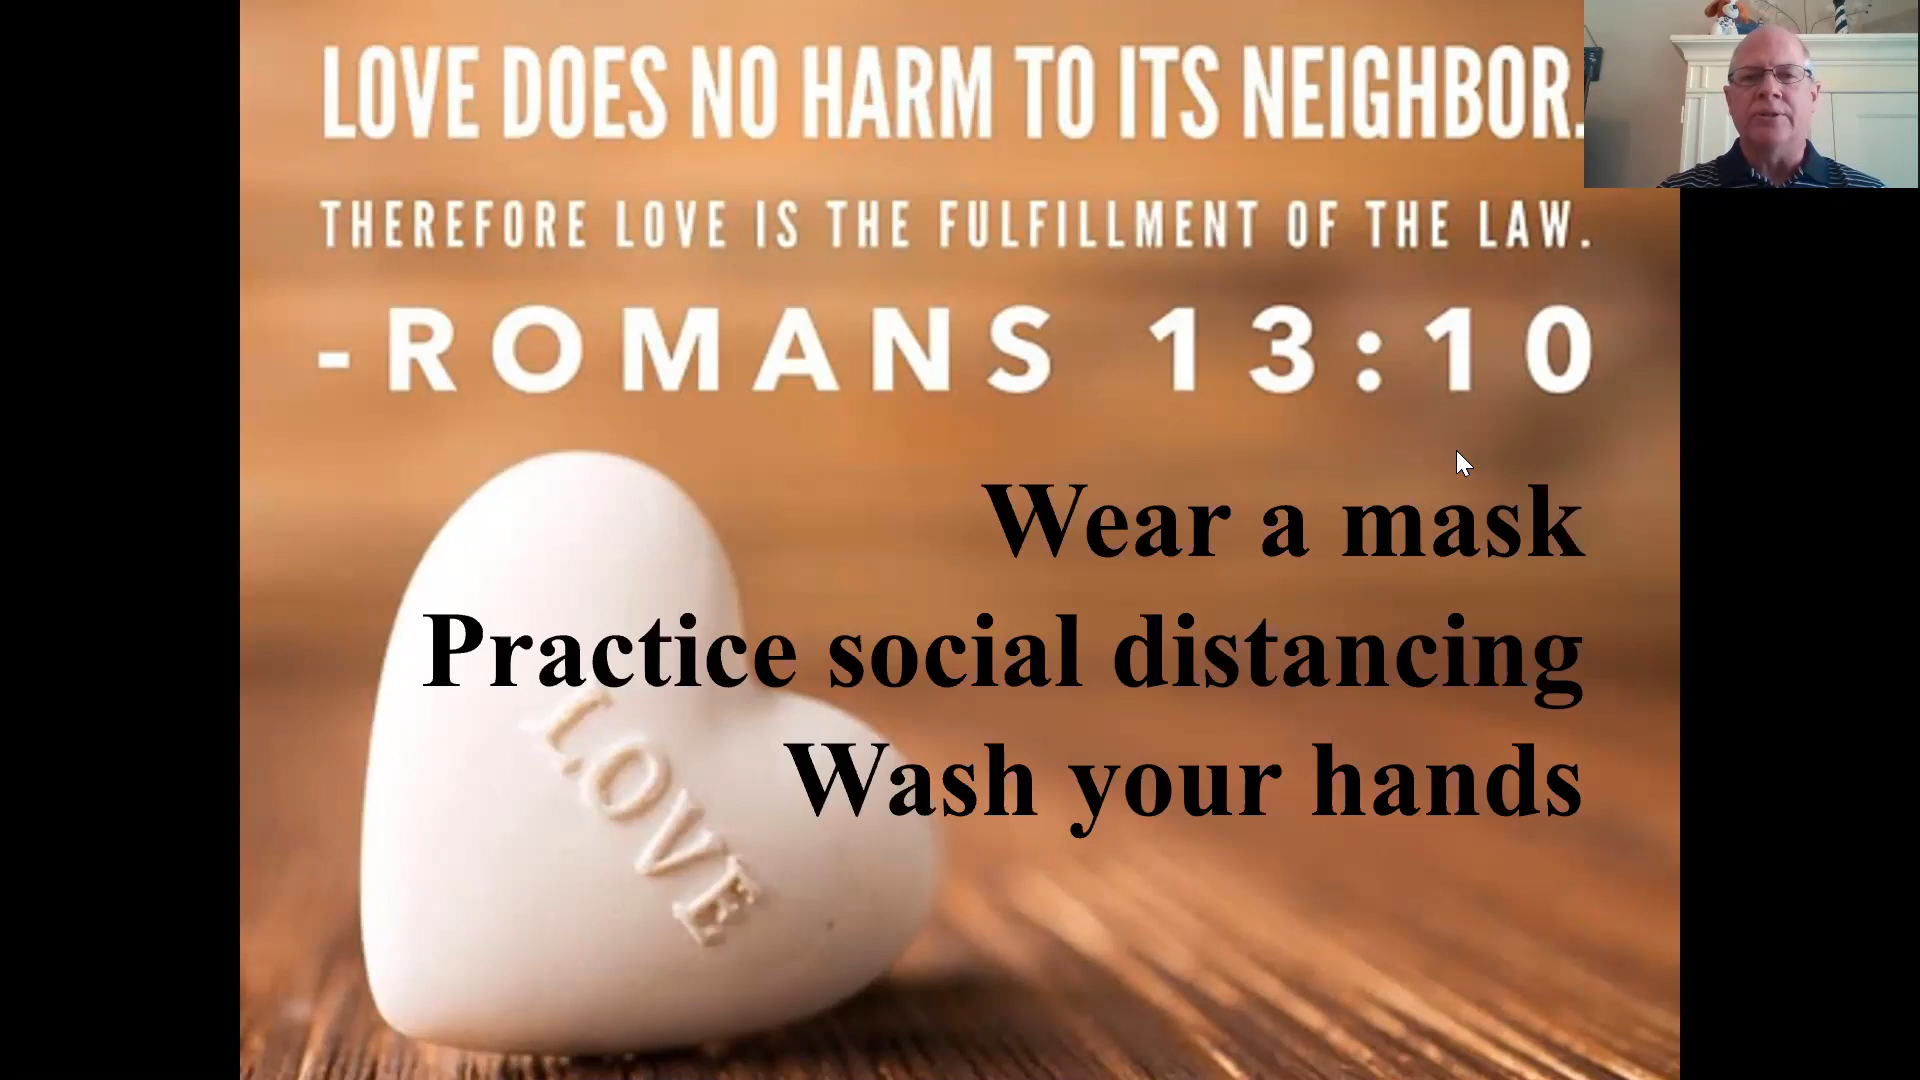 LOVE DOES NO HARM TO ITS NEIGHBOR.
THEREFORE LOVE IS THE FULFILLMENT OF THE LAW.
-ROMANS 13:10
Wear a mask
Practice social distancing
Wash your hands
LOVE